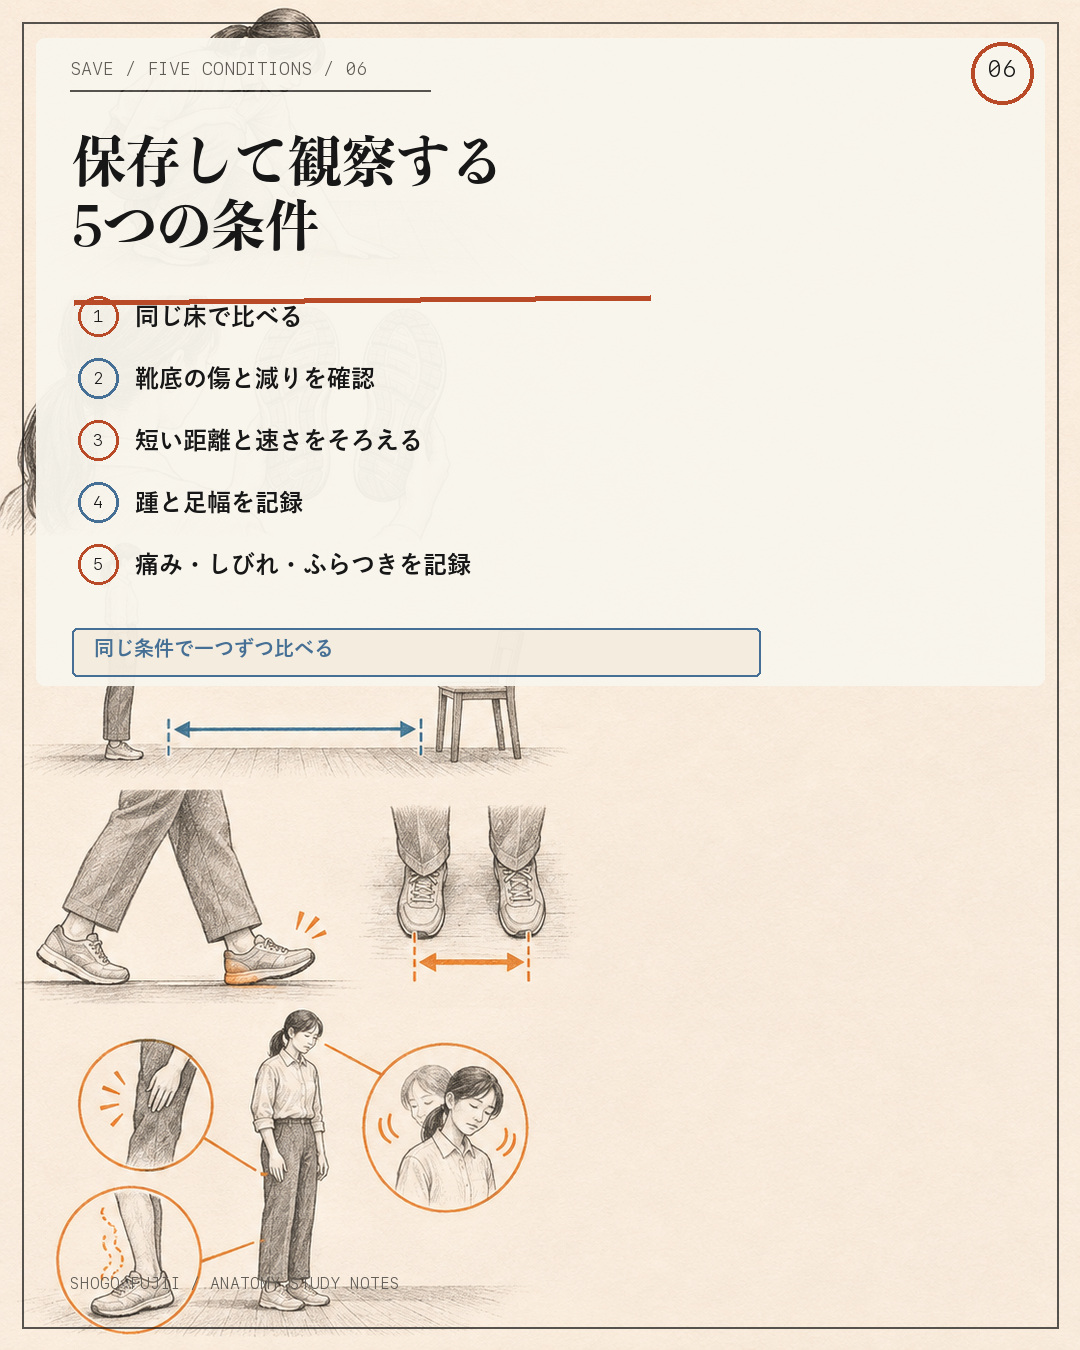 SAVE / FIVE CONDITIONS / 06
06
保存して観察する
5つの条件
1 同じ床で比べる
2 靴底の傷と減りを確認
3 短い距離と速さをそろえる
4 踵と足幅を記録
5 痛み・しびれ・ふらつきを記録
同じ条件で一つずつ比べる
SHOGO FUJII / ANATOMY STUDY NOTES